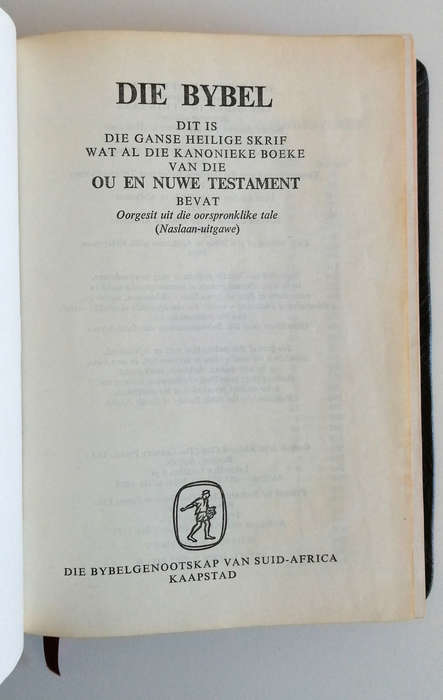 DIE BYBEL
DIT IS
DIE GANSE HEILIGE SKRIF
WAT AL DIE KANONIEKE BOEKE
VAN DIE
OU EN NUWE TESTAMENT
BEVAT
Oorgesit uit die oorspronklike tale
(Naslaan-uitgawe)
DIE BYBELGENOOTSKAP VAN SUID-AFRICA
KAAPSTAD